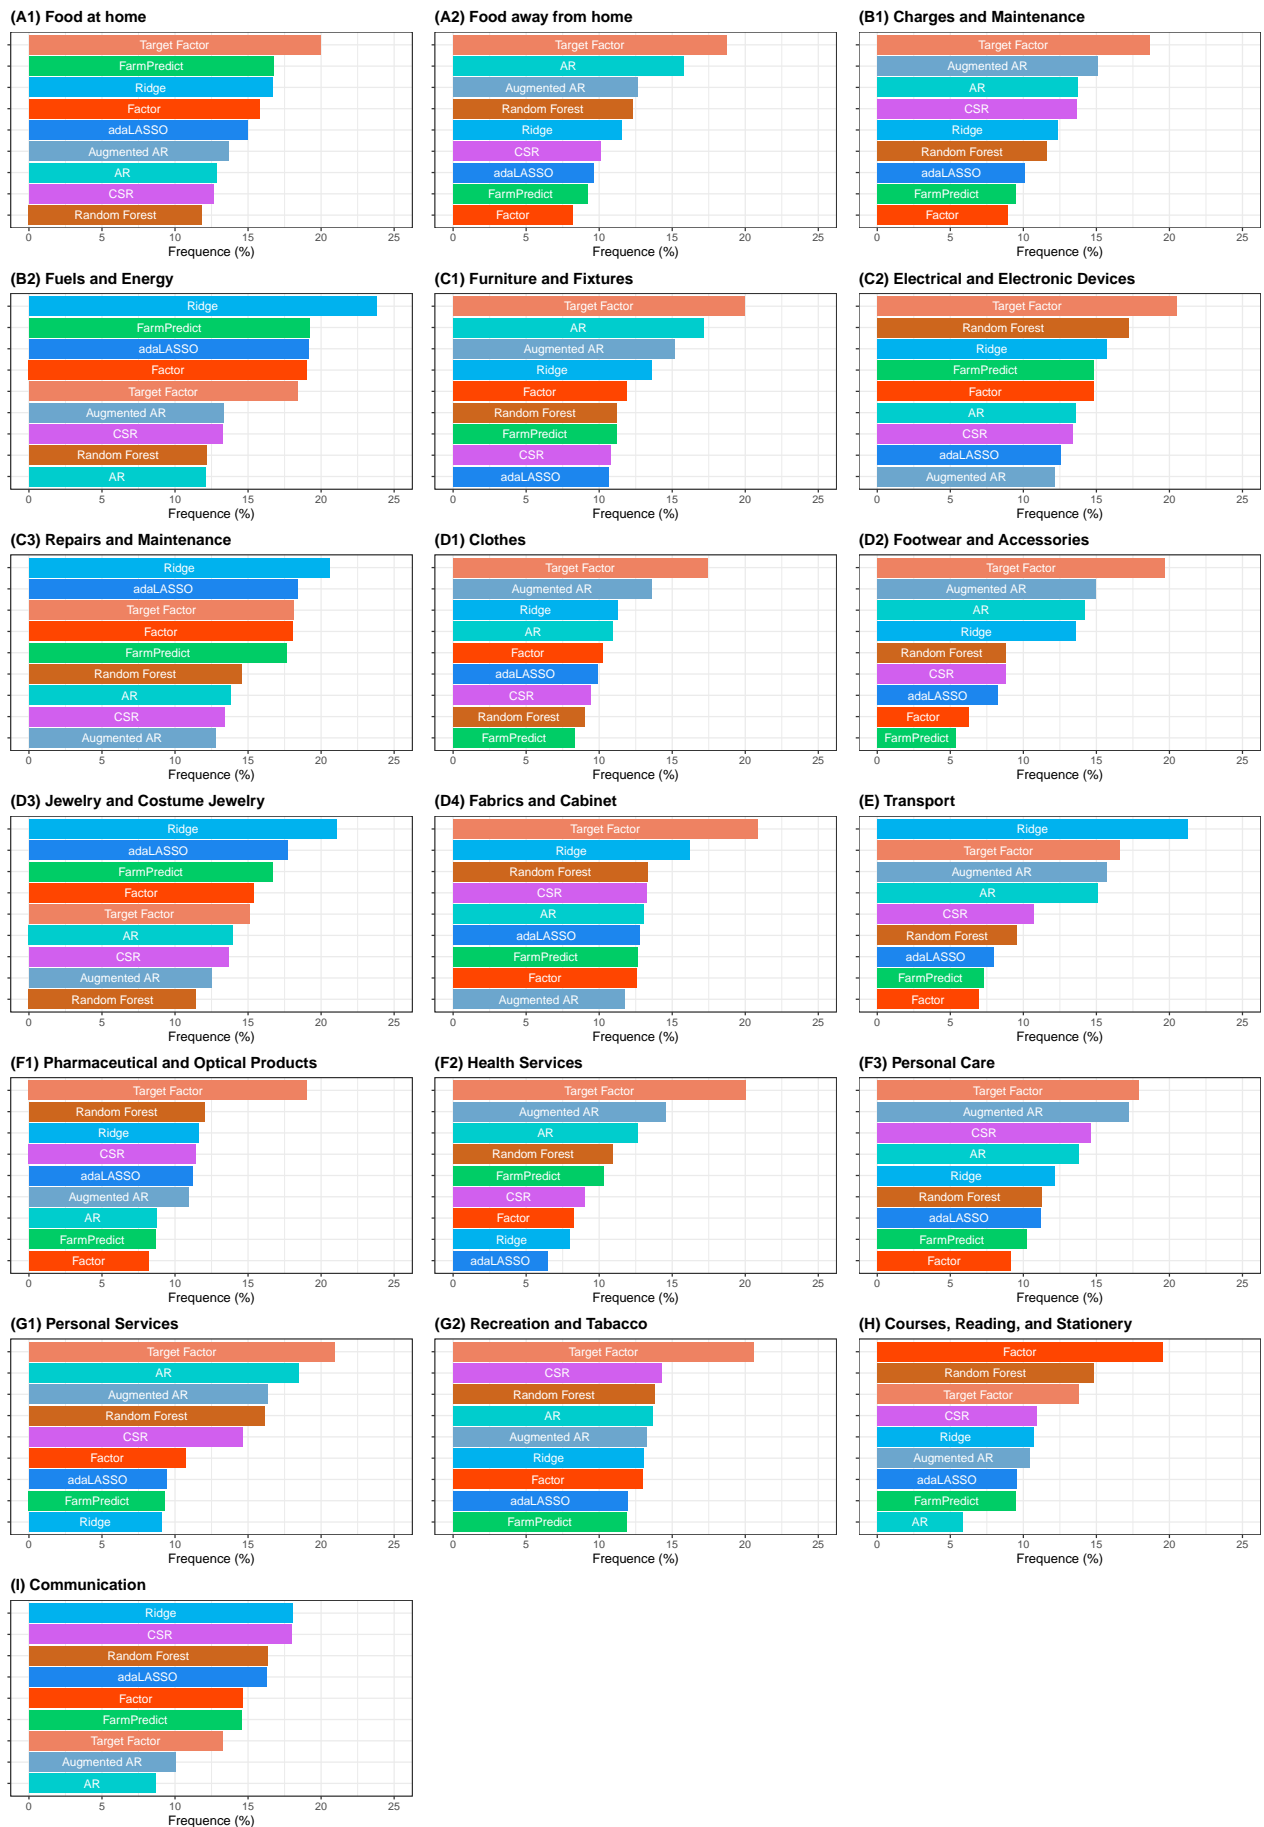 (A1) Food at home
Target Factor
FarmPredict
Ridge
Factor
adaLASSO
Augmented AR
AR
CSR
Random Forest
0 5 10 15 20 25
Frequence (%)
(A2) Food away from home
Target Factor
AR
Augmented AR
Random Forest
Ridge
CSR
adaLASSO
FarmPredict
Factor
0 5 10 15 20 25
Frequence (%)
(B1) Charges and Maintenance
Target Factor
Augmented AR
AR
CSR
Ridge
Random Forest
adaLASSO
FarmPredict
Factor
0 5 10 15 20 25
Frequence (%)
(B2) Fuels and Energy
Ridge
FarmPredict
adaLASSO
Factor
Target Factor
Augmented AR
CSR
Random Forest
AR
0 5 10 15 20 25
Frequence (%)
(C1) Furniture and Fixtures
Target Factor
AR
Augmented AR
Ridge
Factor
Random Forest
FarmPredict
CSR
adaLASSO
0 5 10 15 20 25
Frequence (%)
(C2) Electrical and Electronic Devices
Target Factor
Random Forest
Ridge
FarmPredict
Factor
AR
CSR
adaLASSO
Augmented AR
0 5 10 15 20 25
Frequence (%)
(C3) Repairs and Maintenance
Ridge
adaLASSO
Target Factor
Factor
FarmPredict
Random Forest
AR
CSR
Augmented AR
0 5 10 15 20 25
Frequence (%)
(D1) Clothes
Target Factor
Augmented AR
Ridge
AR
Factor
adaLASSO
CSR
Random Forest
FarmPredict
0 5 10 15 20 25
Frequence (%)
(D2) Footwear and Accessories
Target Factor
Augmented AR
AR
Ridge
Random Forest
CSR
adaLASSO
Factor
FarmPredict
0 5 10 15 20 25
Frequence (%)
(D3) Jewelry and Costume Jewelry
Ridge
adaLASSO
FarmPredict
Factor
Target Factor
AR
CSR
Augmented AR
Random Forest
0 5 10 15 20 25
Frequence (%)
(D4) Fabrics and Cabinet
Target Factor
Ridge
Random Forest
CSR
AR
adaLASSO
FarmPredict
Factor
Augmented AR
0 5 10 15 20 25
Frequence (%)
(E) Transport
Ridge
Target Factor
Augmented AR
AR
CSR
Random Forest
adaLASSO
FarmPredict
Factor
0 5 10 15 20 25
Frequence (%)
(F1) Pharmaceutical and Optical Products
Target Factor
Random Forest
Ridge
CSR
adaLASSO
Augmented AR
AR
FarmPredict
Factor
0 5 10 15 20 25
Frequence (%)
(F2) Health Services
Target Factor
Augmented AR
AR
Random Forest
FarmPredict
CSR
Factor
Ridge
adaLASSO
0 5 10 15 20 25
Frequence (%)
(F3) Personal Care
Target Factor
Augmented AR
CSR
AR
Ridge
Random Forest
adaLASSO
FarmPredict
Factor
0 5 10 15 20 25
Frequence (%)
(G1) Personal Services
Target Factor
AR
Augmented AR
Random Forest
CSR
Factor
adaLASSO
FarmPredict
Ridge
0 5 10 15 20 25
Frequence (%)
(G2) Recreation and Tabacco
Target Factor
CSR
Random Forest
AR
Augmented AR
Ridge
Factor
adaLASSO
FarmPredict
0 5 10 15 20 25
Frequence (%)
(H) Courses, Reading, and Stationery
Factor
Random Forest
Target Factor
CSR
Ridge
Augmented AR
adaLASSO
FarmPredict
AR
0 5 10 15 20 25
Frequence (%)
(I) Communication
Ridge
CSR
Random Forest
adaLASSO
Factor
FarmPredict
Target Factor
Augmented AR
AR
0 5 10 15 20 25
Frequence (%)